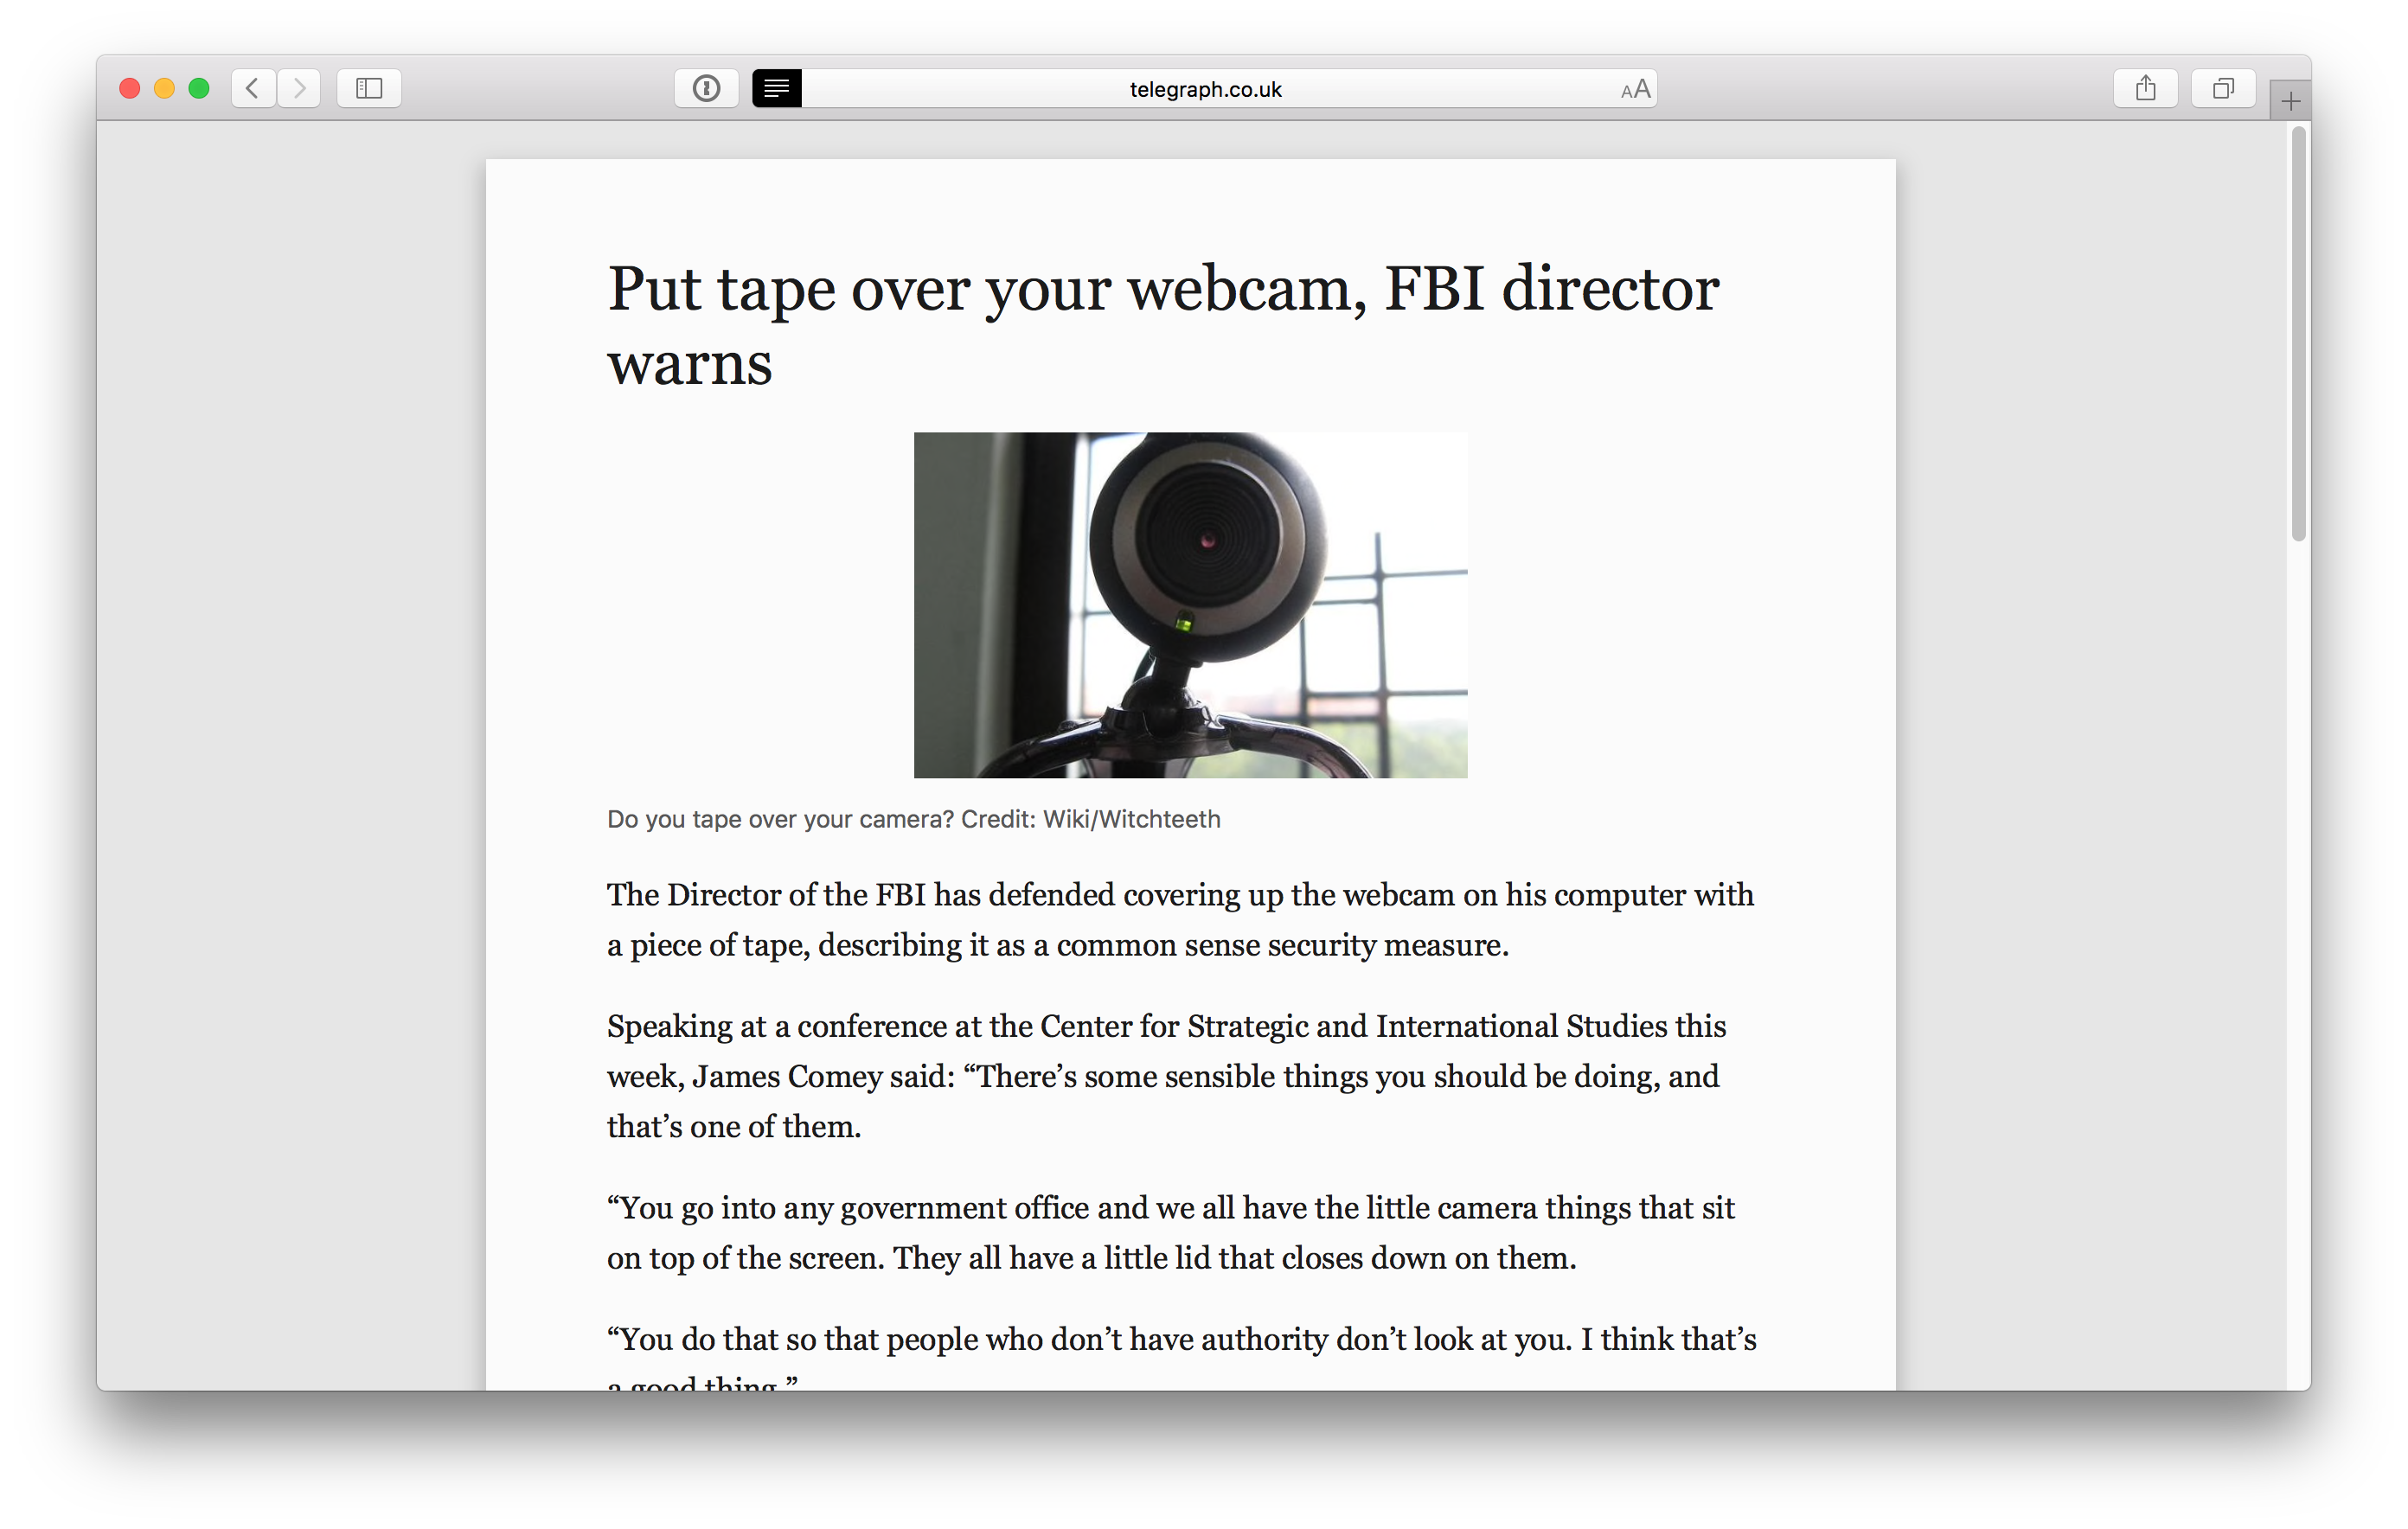 telegraph.co.uk
AA
Put tape over your webcam, FBI director
warns
Do you tape over your camera? Credit: Wiki/Witchteeth
The Director of the FBI has defended covering up the webcam on his computer with
a piece of tape, describing it as a common sense security measure.
Speaking at a conference at the Center for Strategic and International Studies this
week, James Comey said: “There’s some sensible things you should be doing, and
that’s one of them.
“You go into any government office and we all have the little camera things that sit
on top of the screen. They all have a little lid that closes down on them.
“You do that so that people who don’t have authority don’t look at you. I think that’s
a good thing.”